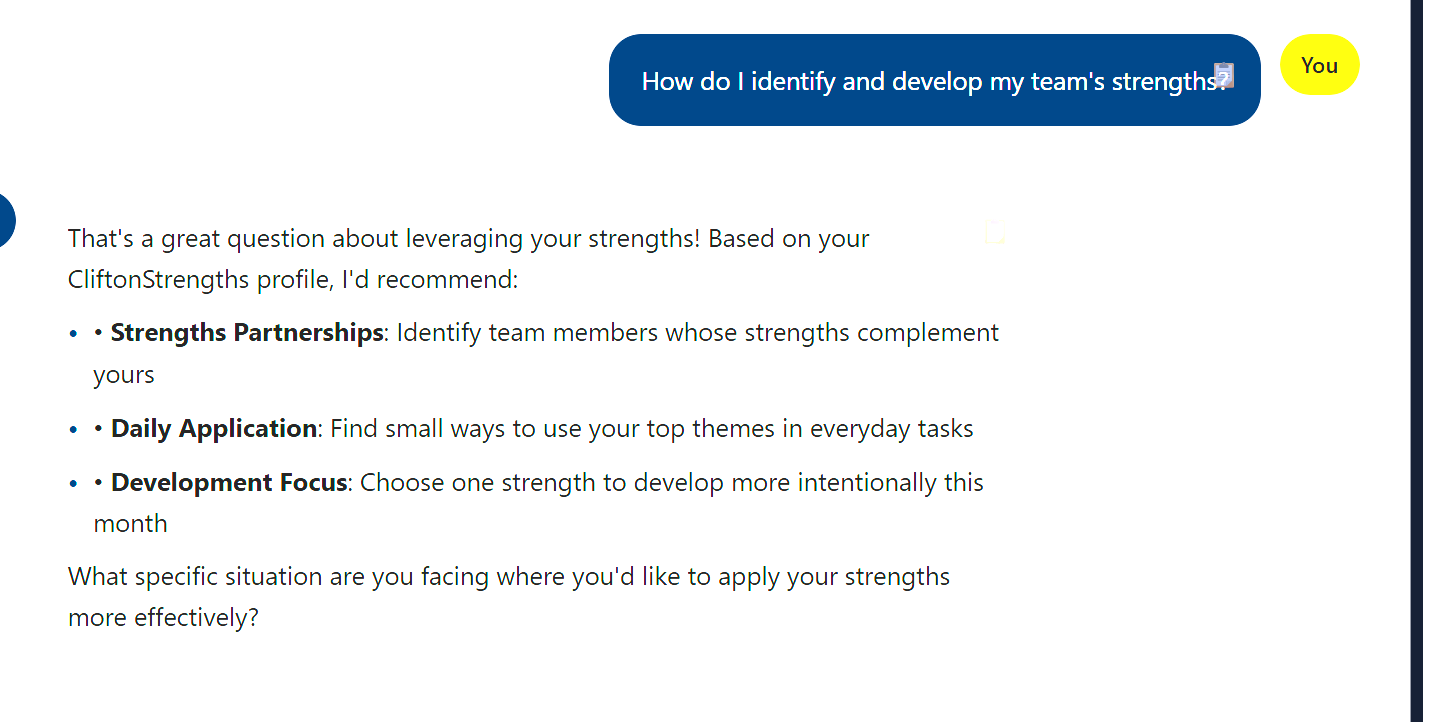 How do I identify and develop my team's strengths?
You
That's a great question about leveraging your strengths! Based on your
CliftonStrengths profile, I'd recommend:
• • Strengths Partnerships: Identify team members whose strengths complement
yours
• • Daily Application: Find small ways to use your top themes in everyday tasks
• • Development Focus: Choose one strength to develop more intentionally this
month
What specific situation are you facing where you'd like to apply your strengths
more effectively?